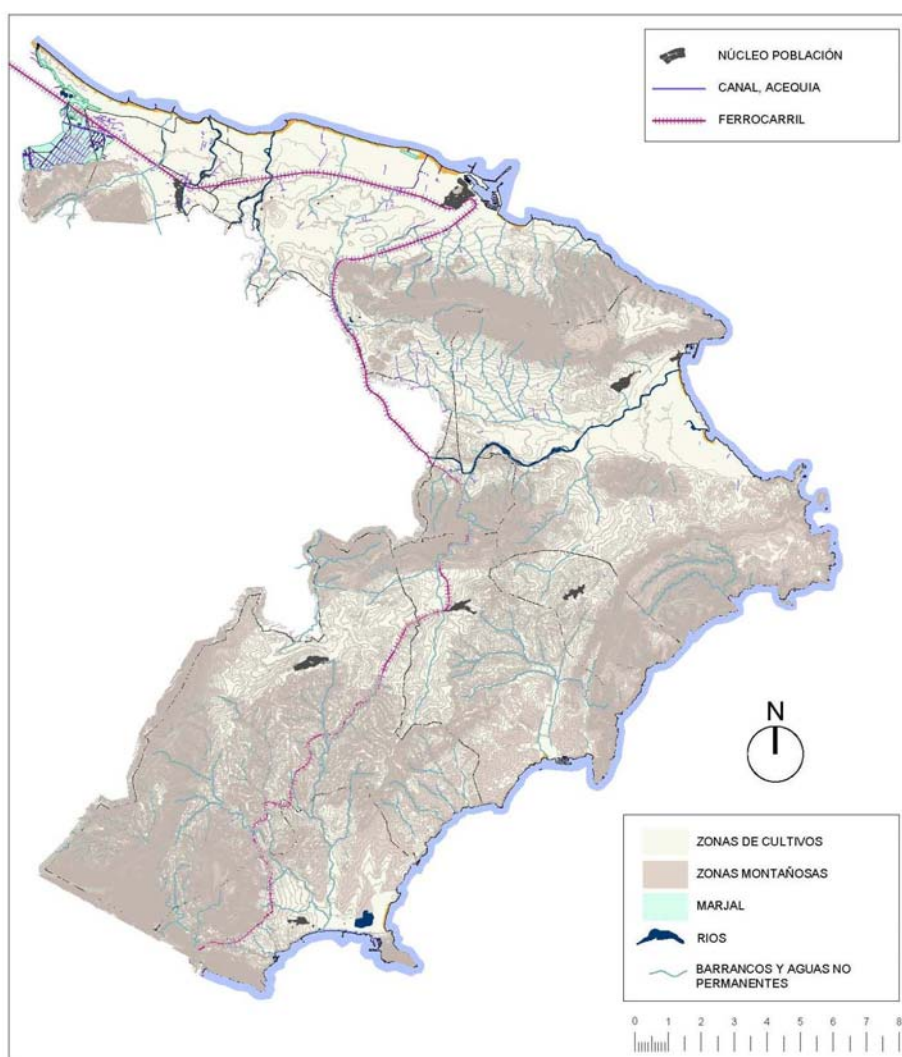 NÚCLEO POBLACIÓN
CANAL, ACEQUIA
FERROCARRIL
N
ZONAS DE CULTIVOS
ZONAS MONTAÑOSAS
MARJAL
RIOS
BARRANCOS Y AGUAS NO
PERMANENTES
0 1 2 3 4 5 6 7 8